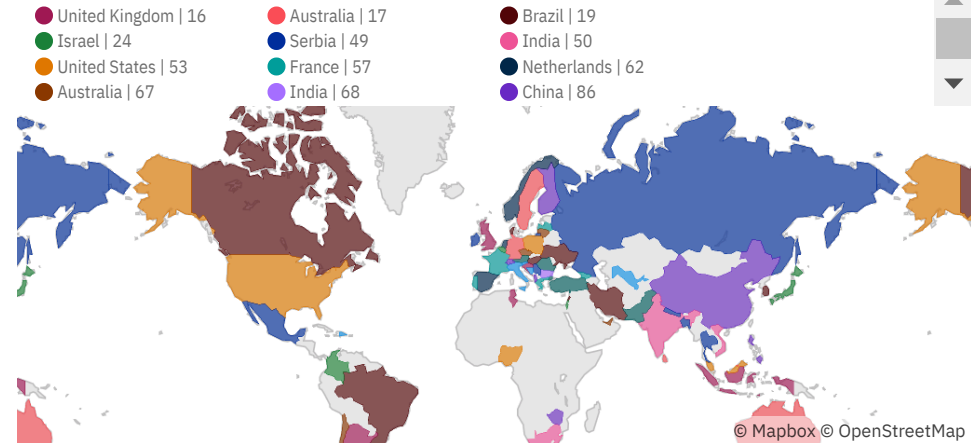 United Kingdom | 16 Australia | 17 Brazil | 19
Israel | 24 Serbia | 49 India | 50
United States | 53 France | 57 Netherlands | 62
Australia | 67 India | 68 China | 86
© Mapbox © OpenStreetMap